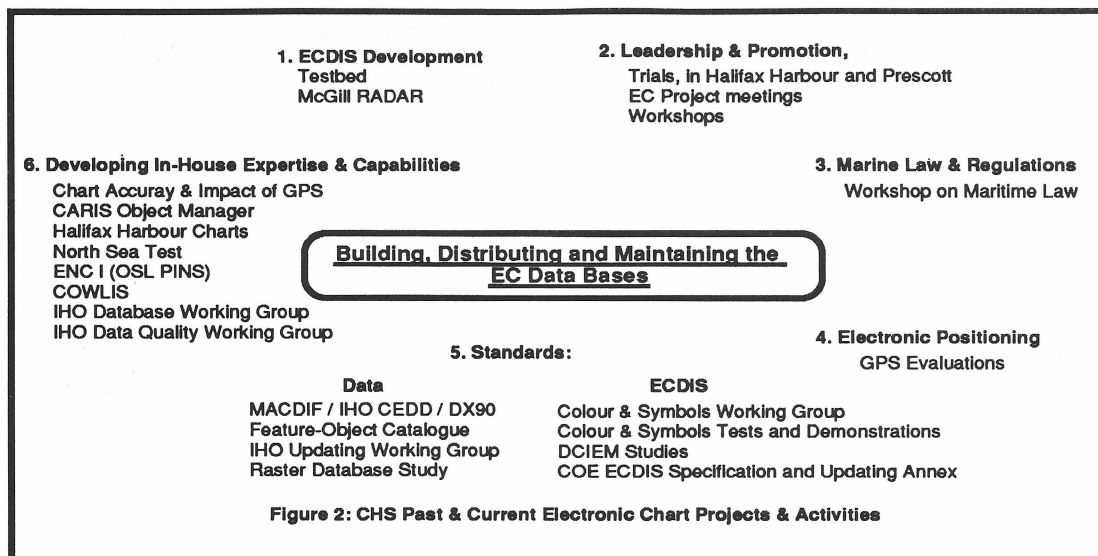 1. ECDIS Development
Testbed
McGill RADAR
2. Leadership & Promotion,
Trials, in Halifax Harbour and Prescott
EC Project meetings
Workshops
6. Developing In-House Expertise & Capabilities
Chart Accuray & Impact of GPS
CARIS Object Manager
Halifax Harbour Charts
North Sea Test
ENC I (OSL PINS)
COWLIS
IHO Database Working Group
IHO Data Quality Working Group
3. Marine Law & Regulations
Workshop on Maritime Law
Building, Distributing and Maintaining the
EC Data Bases
4. Electronic Positioning
GPS Evaluations
5. Standards:
Data
MACDIF / IHO CEDD / DX90
Feature-Object Catalogue
IHO Updating Working Group
Raster Database Study
ECDIS
Colour & Symbols Working Group
Colour & Symbols Tests and Demonstrations
DCIEM Studies
COE ECDIS Specification and Updating Annex
Figure 2: CHS Past & Current Electronic Chart Projects & Activities